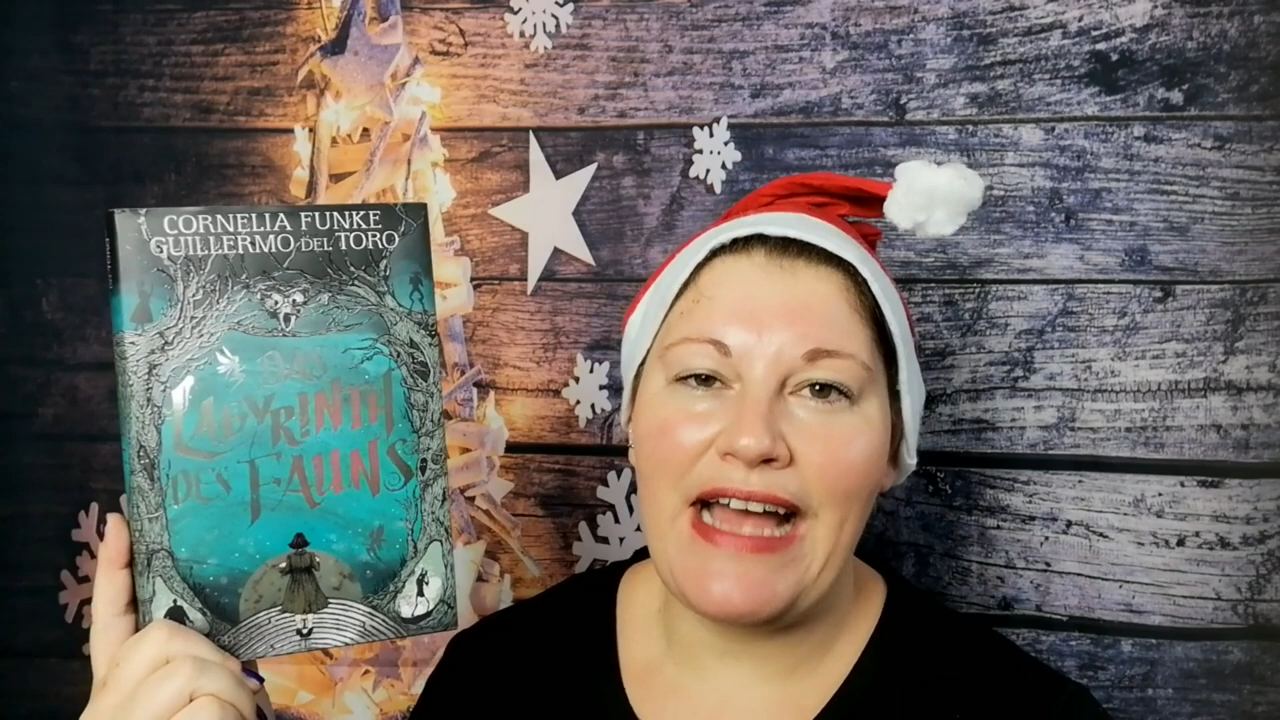 CORNELIA FUNKE
GUILLERMO DEL TORO
DAS
LABYRINTH
DES FAUNS